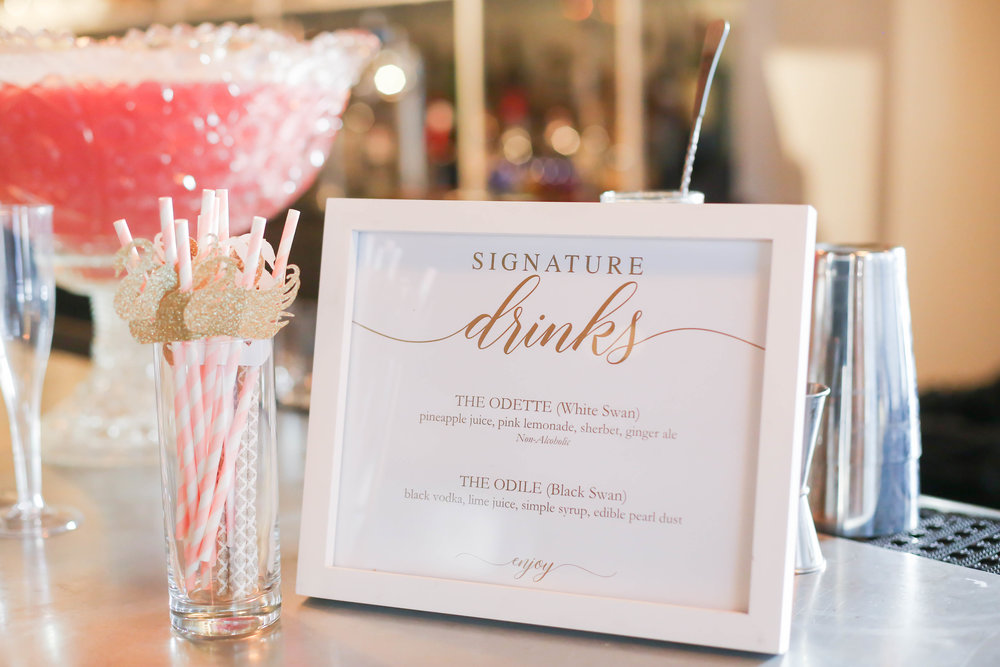 SIGNATURE
drinks
THE ODETTE (White Swan)
pineapple juice, pink lemonade, sherbet, ginger ale
Non-Alcoholic
THE ODILE (Black Swan)
black vodka, lime juice, simple syrup, edible pearl dust
enjoy